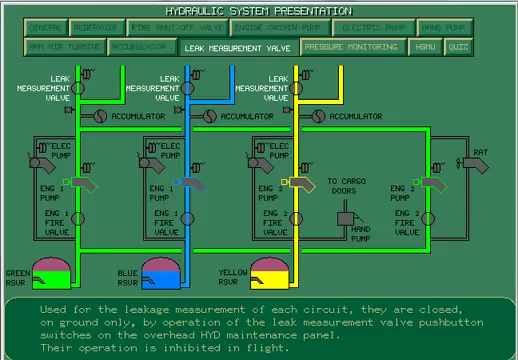 HYDRAULIC SYSTEM PRESENTATION
GENERAL RESERVOIR FIRE SHUT-OFF VALVE ENGINE DRIVEN PUMP ELECTRIC PUMP HAND PUMP
RAM AIR TURBINE ACCUMULATOR LEAK MEASUREMENT VALVE PRESSURE MONITORING HSMU QUIZ
LEAK MEASUREMENT VALVE
LEAK MEASUREMENT VALVE
LEAK MEASUREMENT VALVE
ACCUMULATOR ACCUMULATOR ACCUMULATOR
ELEC PUMP
ELEC PUMP
ELEC PUMP
RAT
ENG 1 PUMP
ENG 1 PUMP
ENG 2 PUMP
TO CARGO DOORS
ENG 2 PUMP
ENG 1 FIRE VALVE
ENG 1 FIRE VALVE
ENG 2 FIRE VALVE
HAND PUMP
ENG 2 FIRE VALVE
GREEN RSVR
BLUE RSVR
YELLOW RSVR
Used for the leakage measurement of each circuit, they are closed,
on ground only, by operation of the leak measurement valve pushbutton
switches on the overhead HYD maintenance panel.
Their operation is inhibited in flight.